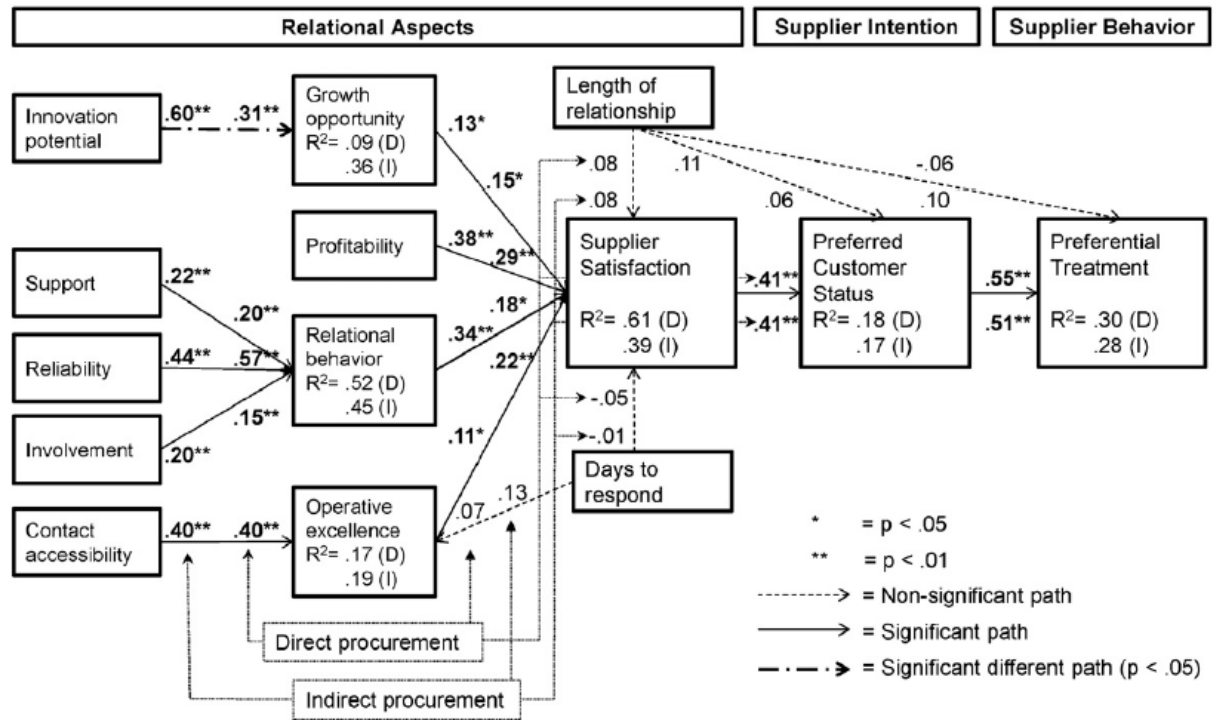 Relational Aspects
Supplier Intention
Supplier Behavior
Innovation
potential
.60**
.31**
Growth
opportunity
R²= .09 (D)
.36 (I)
.13*
.15*
Length of
relationship
.08
.08
.11
.06
-.06
.10
Profitability
.38**
.29**
Supplier
Satisfaction
R²= .61 (D)
.39 (I)
.41**
.41**
Preferred
Customer
Status
R²= .18 (D)
.17 (I)
.55**
.51**
Preferential
Treatment
R²= .30 (D)
.28 (I)
Support
.22**
.20**
Reliability
.44**
.57**
Involvement
.20**
.15**
Relational
behavior
R²= .52 (D)
.45 (I)
.18*
.34**
.22**
.11*
-.05
-.01
Days to
respond
.13
.07
Contact
accessibility
.40**
.40**
Operative
excellence
R²= .17 (D)
.19 (I)
Direct procurement
Indirect procurement
* = p < .05
** = p < .01
= Non-significant path
= Significant path
= Significant different path (p < .05)